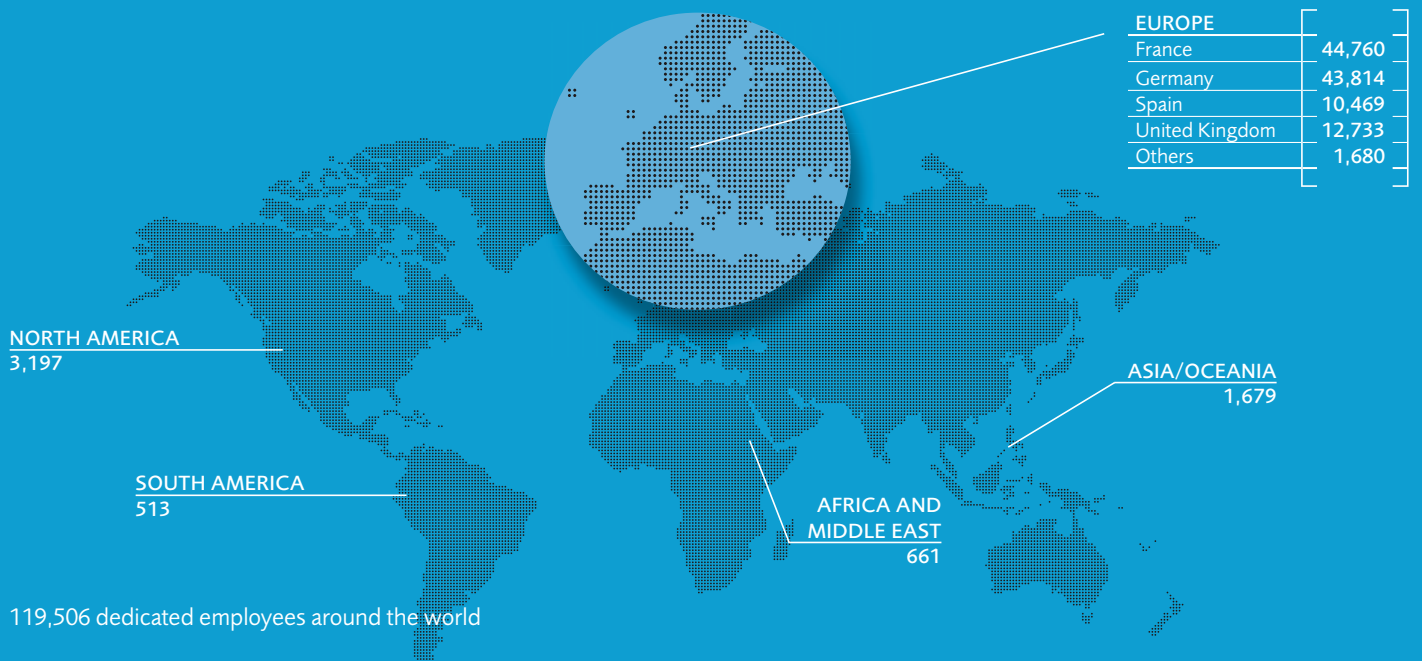 EUROPE
France 44,760
Germany 43,814
Spain 10,469
United Kingdom 12,733
Others 1,680
NORTH AMERICA
3,197
ASIA/OCEANIA
1,679
SOUTH AMERICA
513
AFRICA AND
MIDDLE EAST
661
119,506 dedicated employees around the world